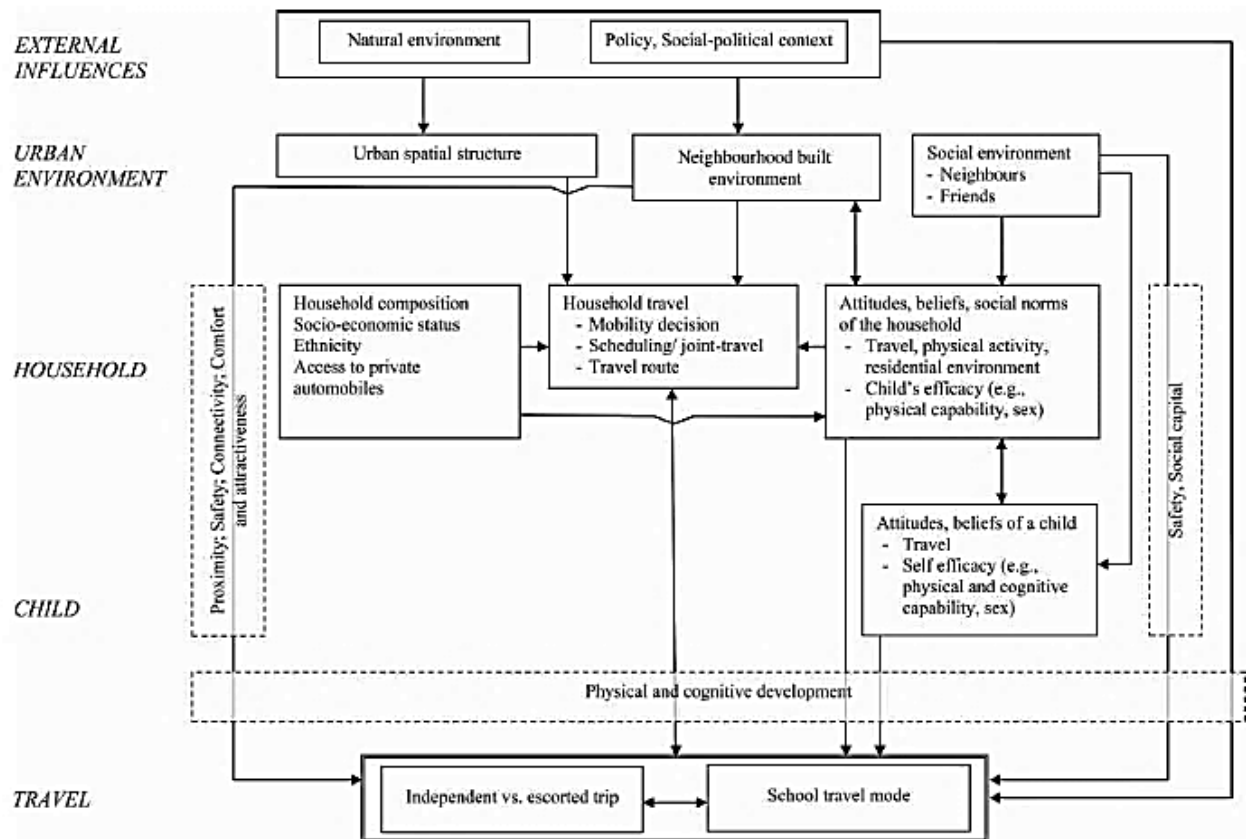 EXTERNAL
INFLUENCES
Natural environment
Policy, Social-political context
URBAN
ENVIRONMENT
Urban spatial structure
Neighbourhood built
environment
Social environment
- Neighbours
- Friends
HOUSEHOLD
Proximity; Safety; Connectivity; Comfort
and attractiveness
Household composition
Socio-economic status
Ethnicity
Access to private
automobiles
Household travel
- Mobility decision
- Scheduling/ joint-travel
- Travel route
Attitudes, beliefs, social norms
of the household
- Travel, physical activity,
residential environment
- Child's efficacy (e.g.,
physical capability, sex)
Safety, Social capital
CHILD
Attitudes, beliefs of a child
- Travel
- Self efficacy (e.g.,
physical and cognitive
capability, sex)
Physical and cognitive development
TRAVEL
Independent vs. escorted trip
School travel mode